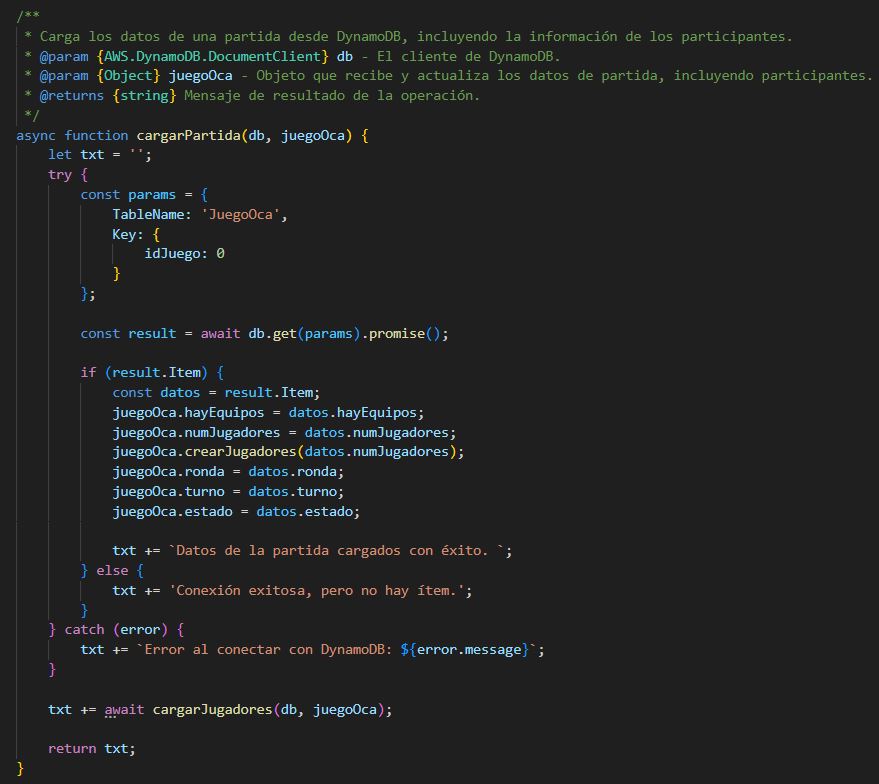 /**
 * Carga los datos de una partida desde DynamoDB, incluyendo la información de los participantes.
 * @param {AWS.DynamoDB.DocumentClient} db - El cliente de DynamoDB.
 * @param {Object} juegoOca - Objeto que recibe y actualiza los datos de partida, incluyendo participantes.
 * @returns {string} Mensaje de resultado de la operación.
 */
async function cargarPartida(db, juegoOca) {
    let txt = '';
    try {
        const params = {
            TableName: 'JuegoOca',
            Key: {
                idJuego: 0
            }
        };

        const result = await db.get(params).promise();

        if (result.Item) {
            const datos = result.Item;
            juegoOca.hayEquipos = datos.hayEquipos;
            juegoOca.numJugadores = datos.numJugadores;
            juegoOca.crearJugadores(datos.numJugadores);
            juegoOca.ronda = datos.ronda;
            juegoOca.turno = datos.turno;
            juegoOca.estado = datos.estado;

            txt += `Datos de la partida cargados con éxito. `;
        } else {
            txt += 'Conexión exitosa, pero no hay ítem.';
        }
    } catch (error) {
        txt += `Error al conectar con DynamoDB: ${error.message}`;
    }

    txt += await cargarJugadores(db, juegoOca);

    return txt;
}